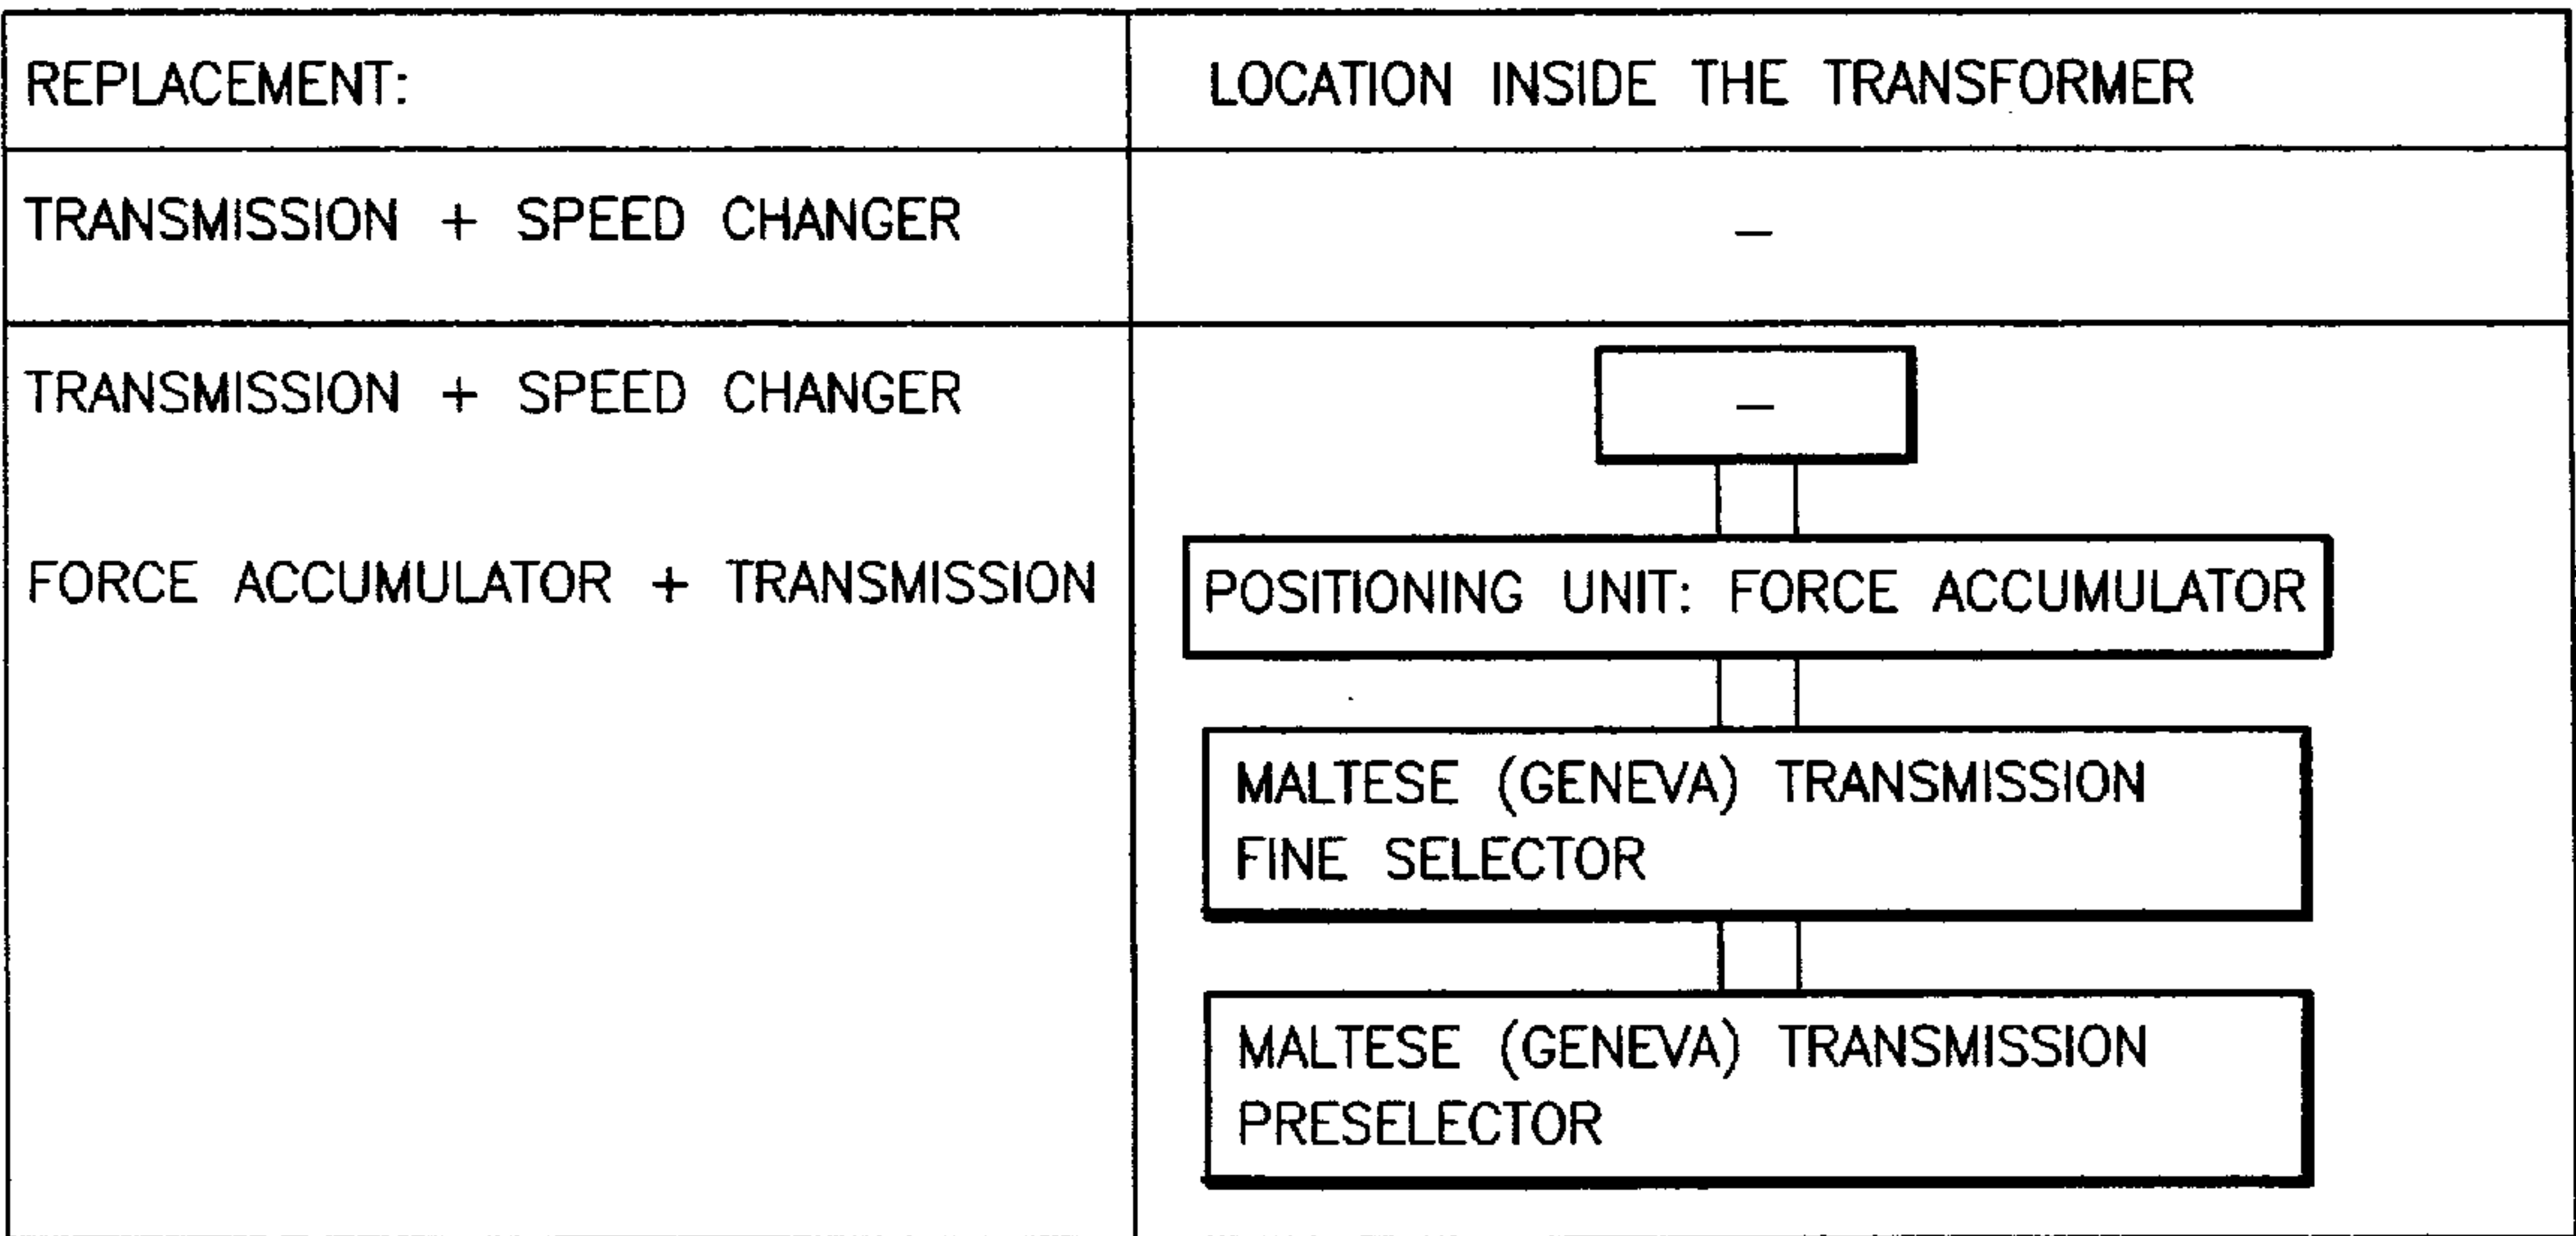 REPLACEMENT:
LOCATION INSIDE THE TRANSFORMER
TRANSMISSION + SPEED CHANGER
–
TRANSMISSION + SPEED CHANGER
–
FORCE ACCUMULATOR + TRANSMISSION
POSITIONING UNIT: FORCE ACCUMULATOR
MALTESE (GENEVA) TRANSMISSION
FINE SELECTOR
MALTESE (GENEVA) TRANSMISSION
PRESELECTOR